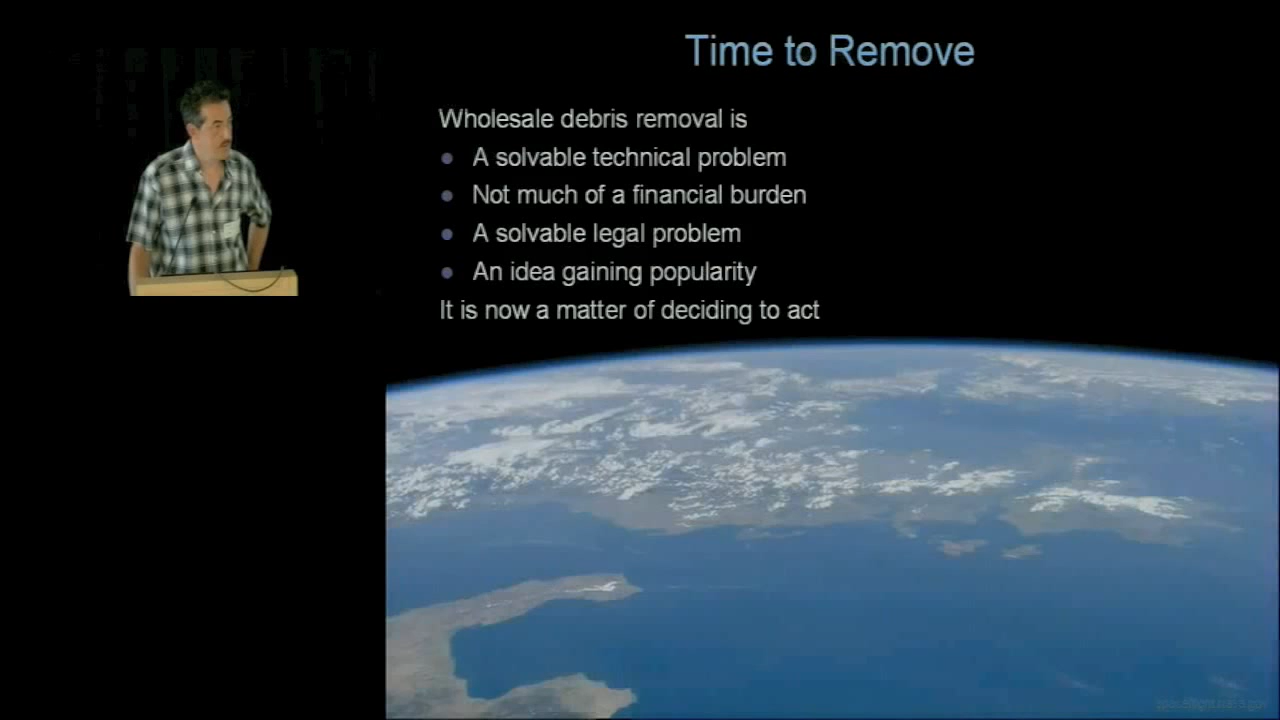 Time to Remove
Wholesale debris removal is
• A solvable technical problem
• Not much of a financial burden
• A solvable legal problem
• An idea gaining popularity
It is now a matter of deciding to act